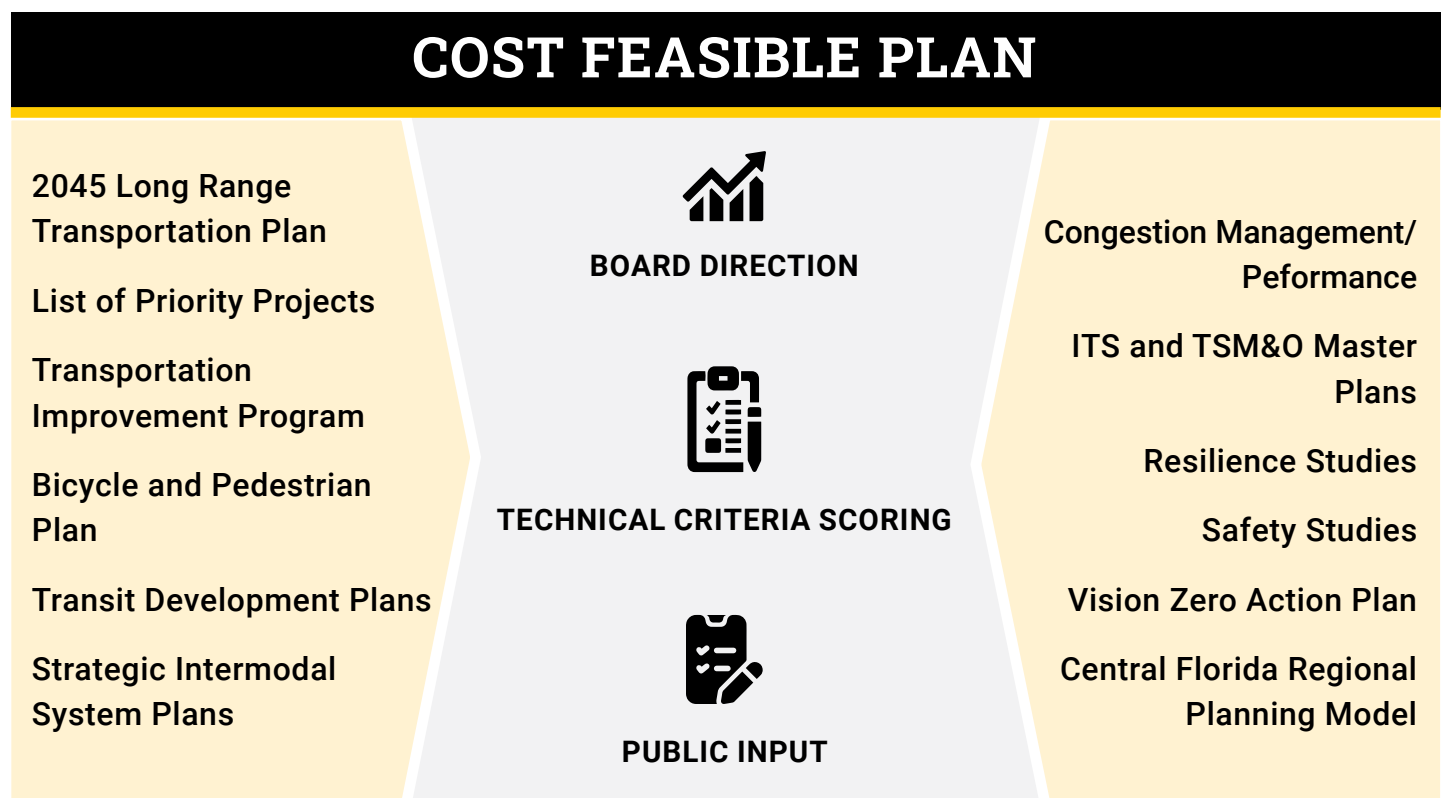 COST FEASIBLE PLAN
2045 Long Range
Transportation Plan
List of Priority Projects
Transportation
Improvement Program
Bicycle and Pedestrian
Plan
Transit Development Plans
Strategic Intermodal
System Plans
BOARD DIRECTION
TECHNICAL CRITERIA SCORING
PUBLIC INPUT
Congestion Management/
Peformance
ITS and TSM&O Master
Plans
Resilience Studies
Safety Studies
Vision Zero Action Plan
Central Florida Regional
Planning Model